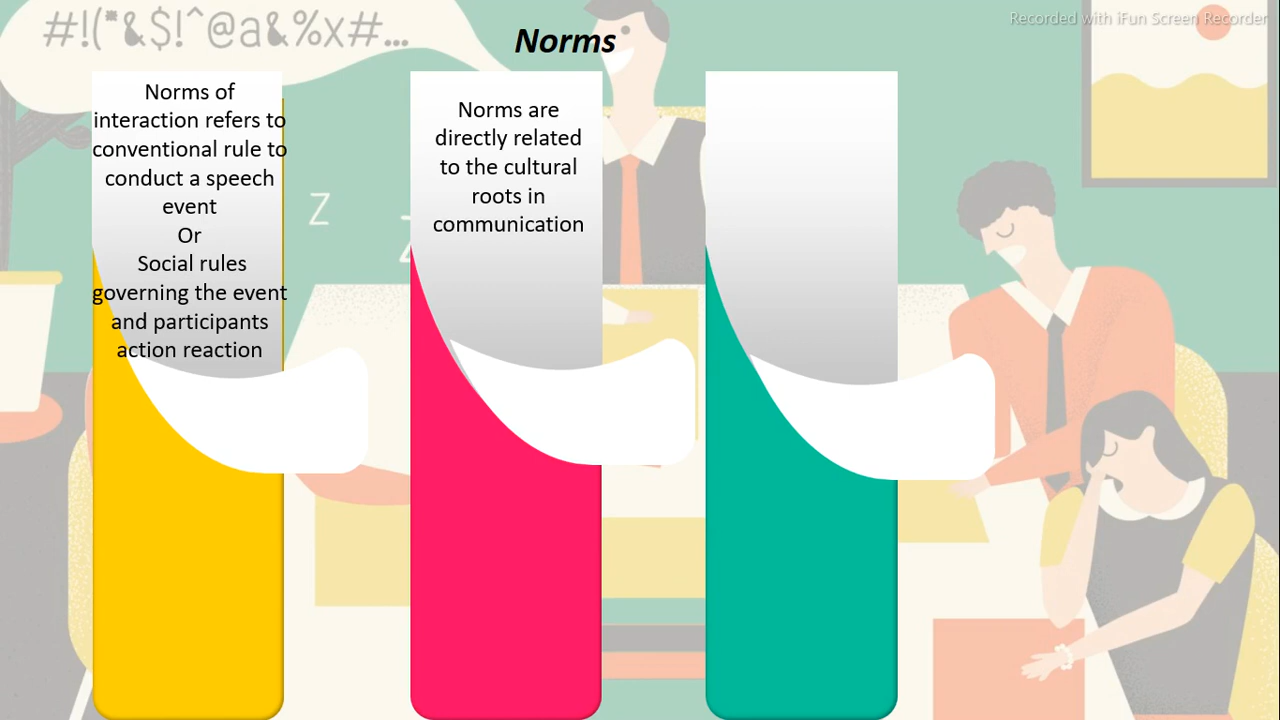 #!(*&$!^@a&%x#...
Recorded with iFun Screen Recorder
Norms
Norms of
interaction refers to
conventional rule to
conduct a speech
event
Or
Social rules
governing the event
and participants
action reaction
Norms are
directly related
to the cultural
roots in
communication
Z